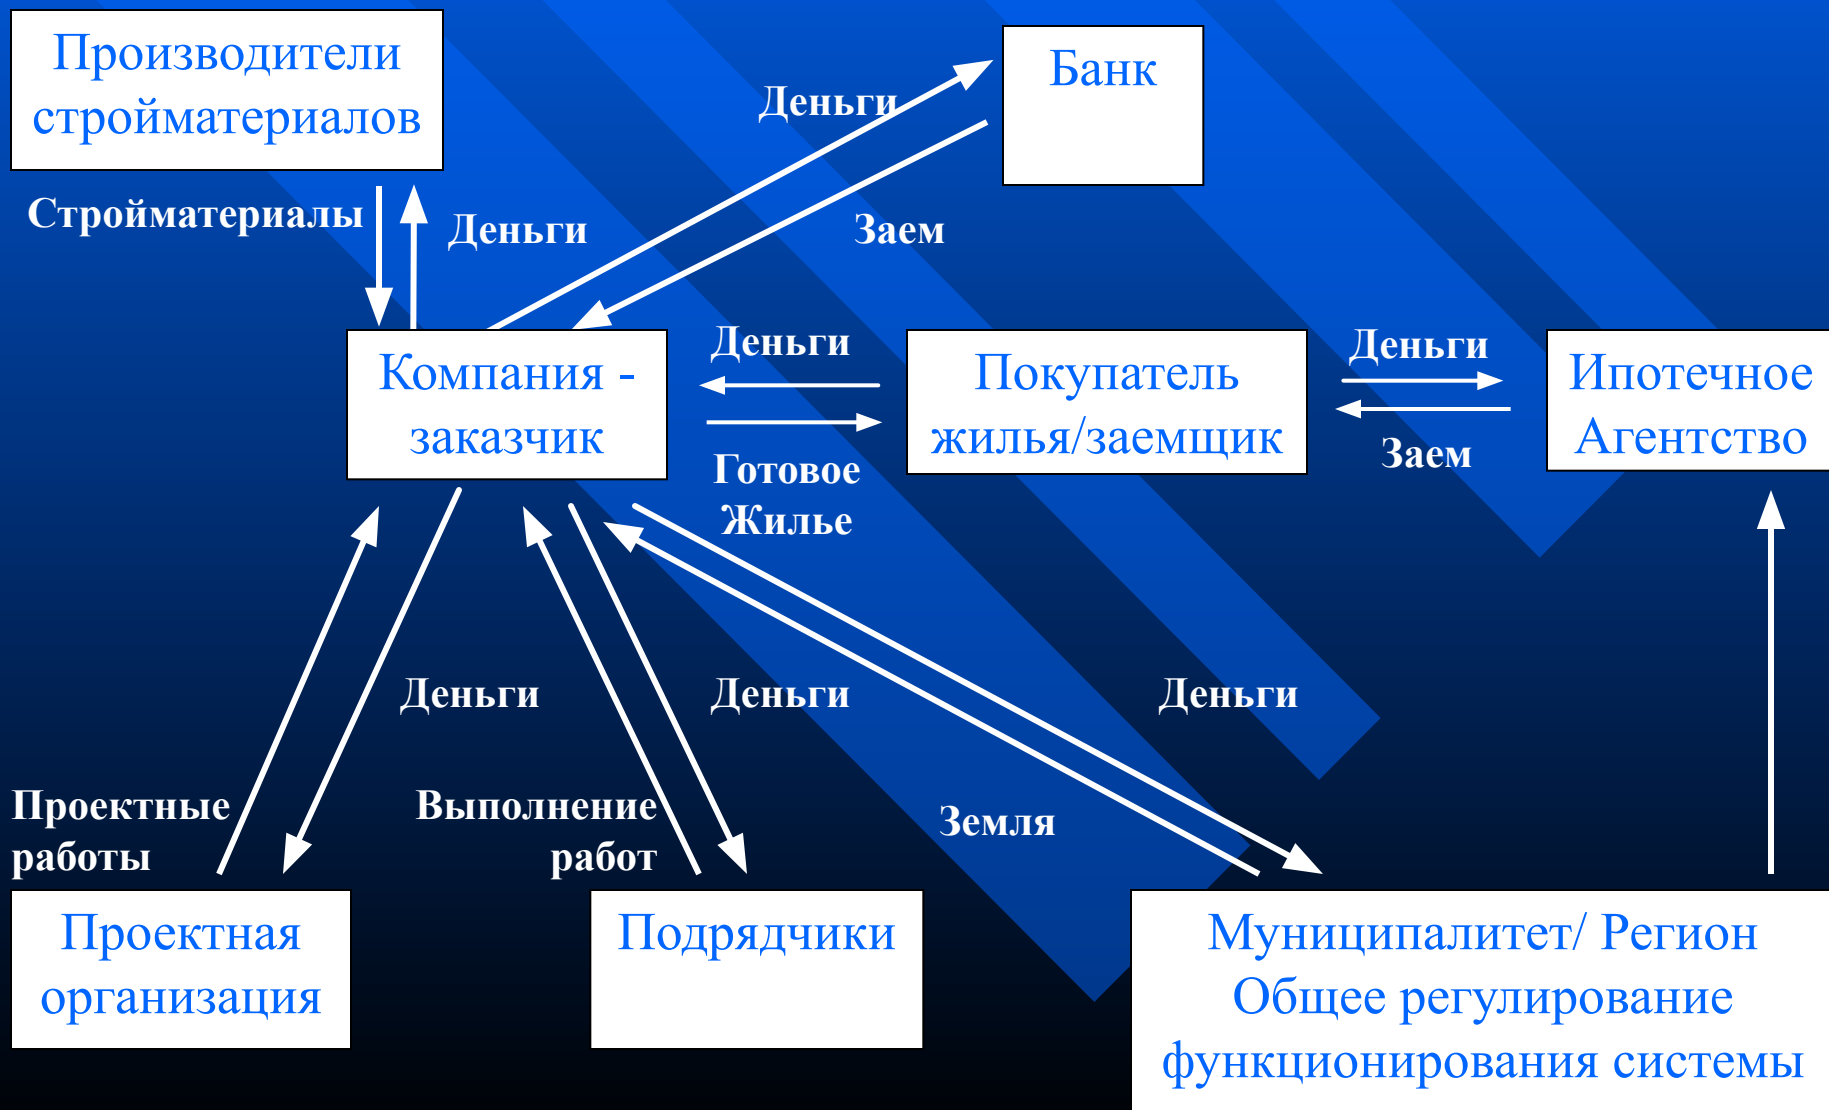 Производители
стройматериалов
Банк
Деньги
Стройматериалы
Деньги
Заем
Компания -
заказчик
Деньги
Готовое
Жилье
Покупатель
жилья/заемщик
Деньги
Заем
Ипотечное
Агентство
Деньги
Деньги
Деньги
Проектные
работы
Выполнение
работ
Земля
Проектная
организация
Подрядчики
Муниципалитет/ Регион
Общее регулирование
функционирования системы